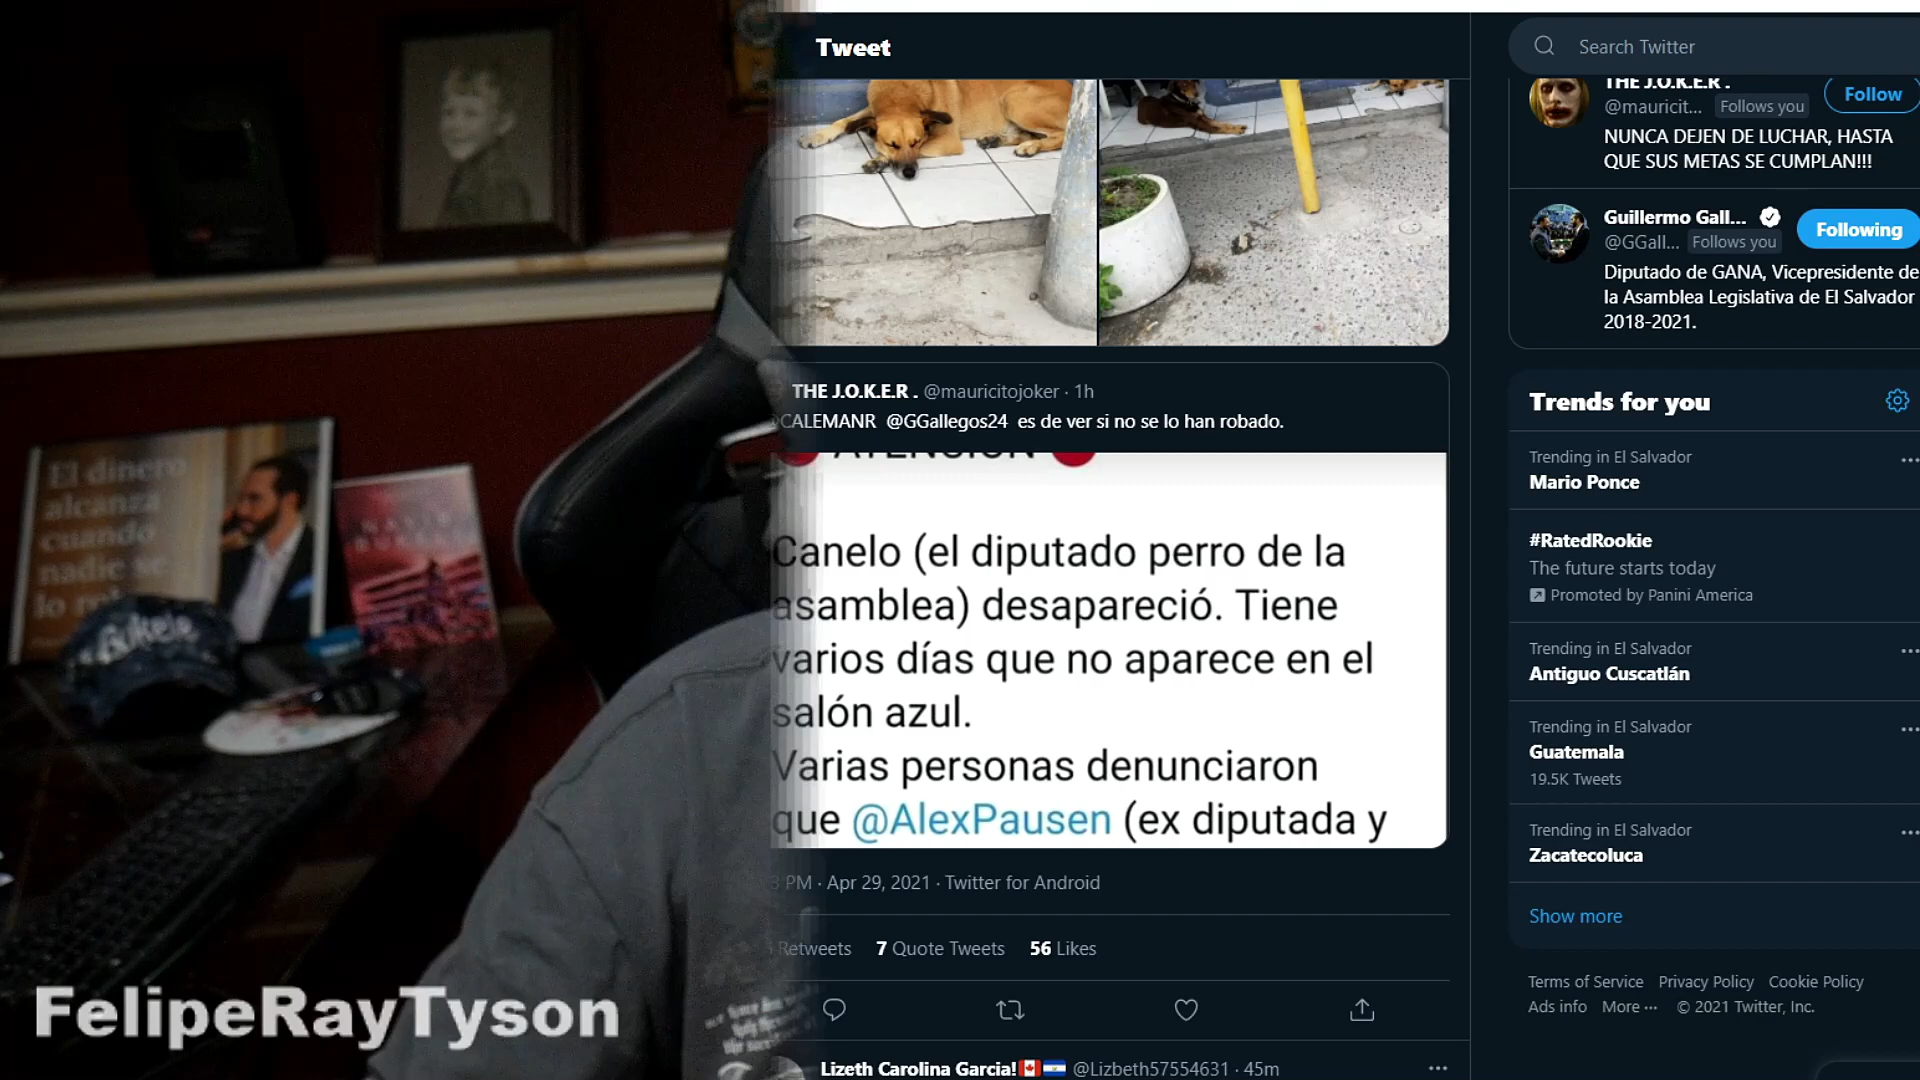 Tweet
Search Twitter
THE J.O.K.E.R .
@mauricit... Follows you
Follow
NUNCA DEJEN DE LUCHAR, HASTA
QUE SUS METAS SE CUMPLAN!!!
Guillermo Gall...
@GGall... Follows you
Following
Diputado de GANA, Vicepresidente de
la Asamblea Legislativa de El Salvador
2018-2021.
THE J.O.K.E.R . @mauricitojoker · 1h
CALEMANR @GGallegos24 es de ver si no se lo han robado.
ATENCIÓN
Canelo (el diputado perro de la
asamblea) desapareció. Tiene
varios días que no aparece en el
salón azul.
Varias personas denunciaron
que @AlexPausen (ex diputada y
PM · Apr 29, 2021 · Twitter for Android
Retweets 7 Quote Tweets 56 Likes
Lizeth Carolina Garcia! @Lizbeth57554631 · 45m
Trends for you
Trending in El Salvador
Mario Ponce
#RatedRookie
The future starts today
Promoted by Panini America
Trending in El Salvador
Antiguo Cuscatlán
Trending in El Salvador
Guatemala
19.5K Tweets
Trending in El Salvador
Zacatecoluca
Show more
Terms of Service Privacy Policy Cookie Policy
Ads info More ··· © 2021 Twitter, Inc.
El dinero
alcanza
cuando
nadie se
lo
FelipeRayTyson